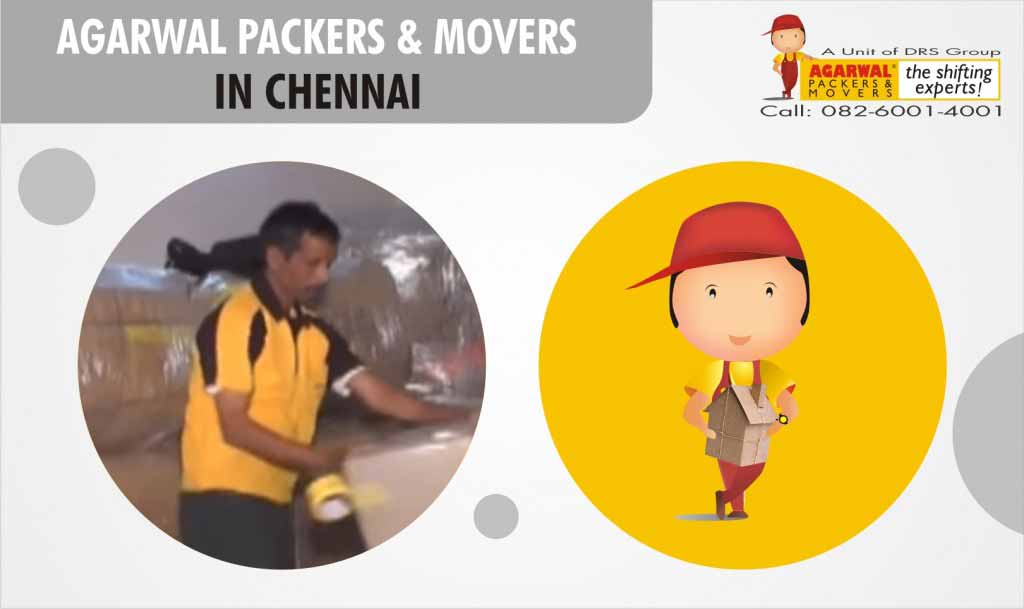 AGARWAL PACKERS & MOVERS
IN CHENNAI
A Unit of DRS Group
AGARWAL®
PACKERS &
MOVERS
the shifting
experts!
Call: 082-6001-4001